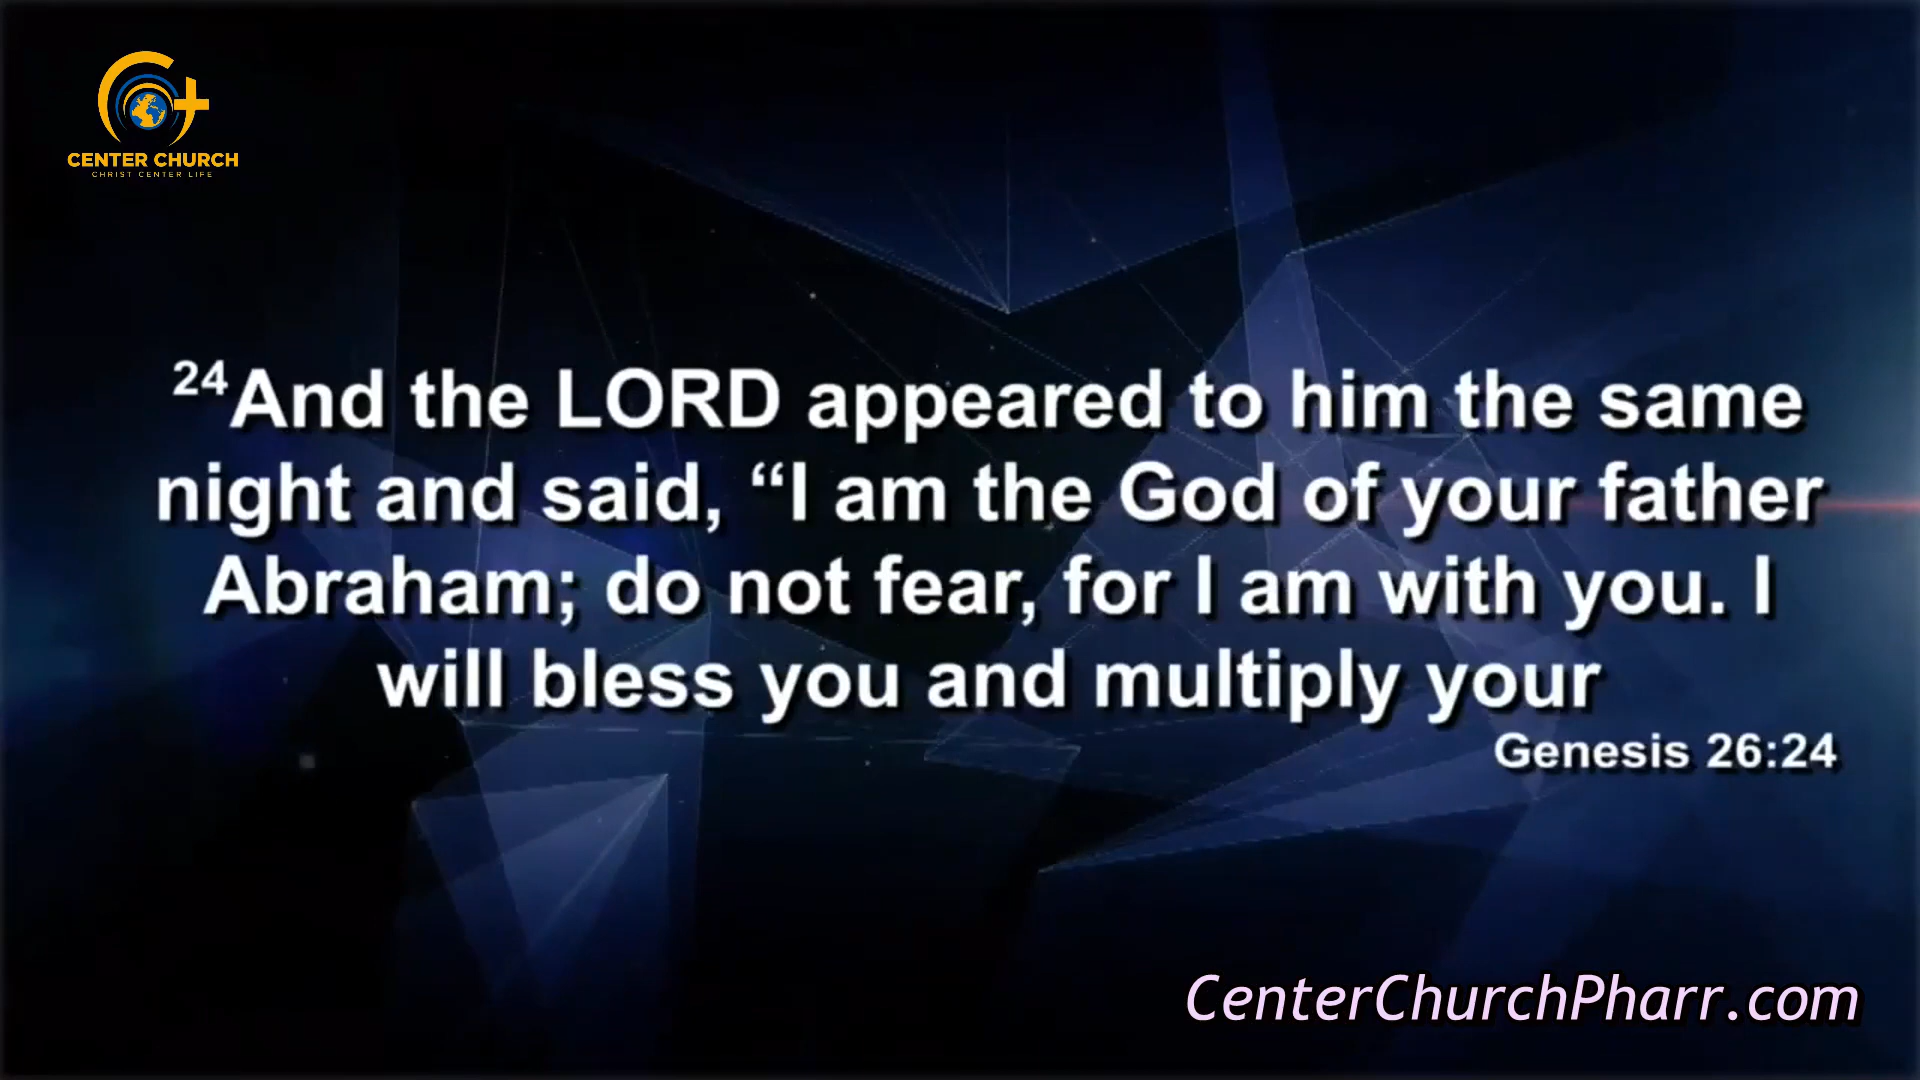 CENTER CHURCH
CHRIST CENTER LIFE
24And the LORD appeared to him the same
night and said, “I am the God of your father
Abraham; do not fear, for I am with you. I
will bless you and multiply your
Genesis 26:24
CenterChurchPharr.com